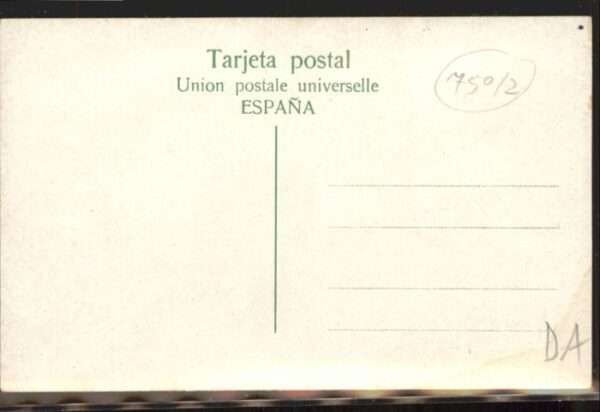 Tarjeta postal
Union postale universelle
ESPAÑA
750/2
DA